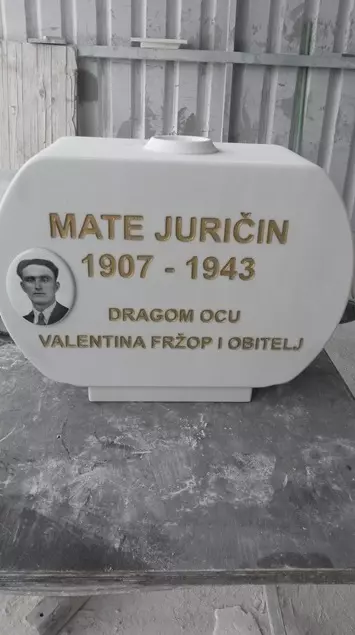 MATE JURIČIN
1907 - 1943
DRAGOM OCU
VALENTINA FRŽOP I OBITELJ